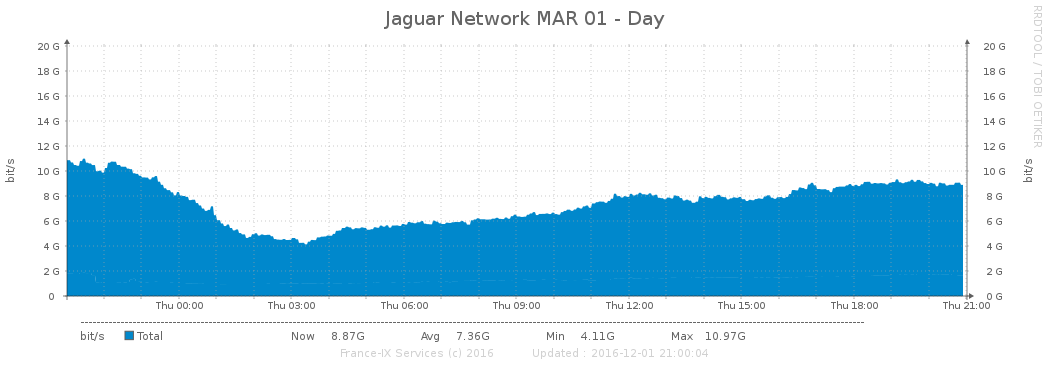 Jaguar Network MAR 01 - Day
RRDTOOL / TOBI OETIKER
bit/s
20 G
18 G
16 G
14 G
12 G
10 G
8 G
6 G
4 G
2 G
0
20 G
18 G
16 G
14 G
12 G
10 G
8 G
6 G
4 G
2 G
0 G
bit/s
Thu 00:00 Thu 03:00 Thu 06:00 Thu 09:00 Thu 12:00 Thu 15:00 Thu 18:00 Thu 21:00
bit/s Total Now 8.87G Avg 7.36G Min 4.11G Max 10.97G
France-IX Services (c) 2016 Updated : 2016-12-01 21:00:04